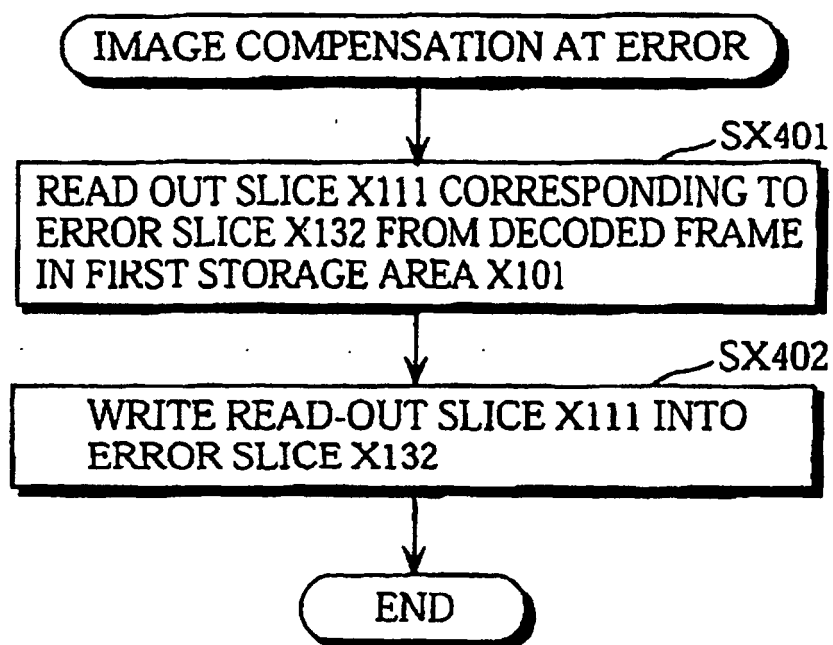 IMAGE COMPENSATION AT ERROR
SX401
READ OUT SLICE X111 CORRESPONDING TO
ERROR SLICE X132 FROM DECODED FRAME
IN FIRST STORAGE AREA X101
SX402
WRITE READ-OUT SLICE X111 INTO
ERROR SLICE X132
END